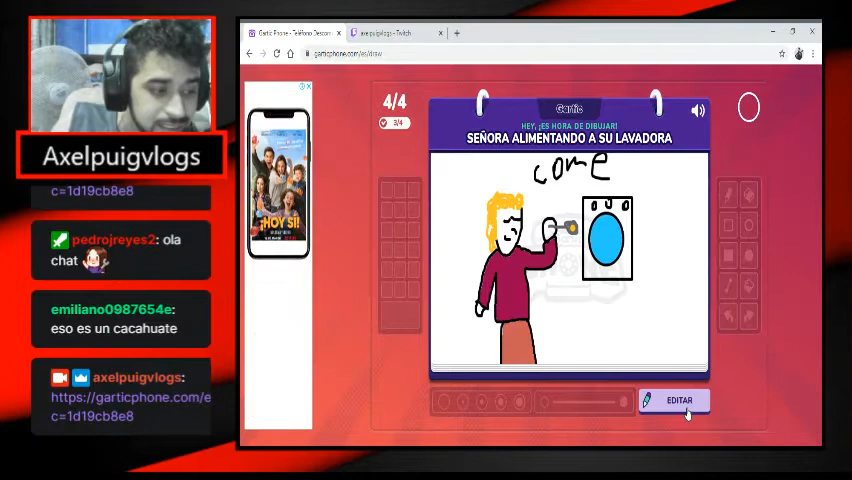 Gartic Phone - Teléfono Descom
axelpuigvlogs - Twitch
garticphone.com/es/draw
Axelpuigvlogs
c=1d19cb8e8
pedrojreyes2: ola
chat
emiliano0987654e:
eso es un cacahuate
axelpuigvlogs:
https://garticphone.com/e
c=1d19cb8e8
¡HOY SI!
4/4
3/4
Gartic
HEY, ¡ES HORA DE DIBUJAR!
SEÑORA ALIMENTANDO A SU LAVADORA
come
EDITAR